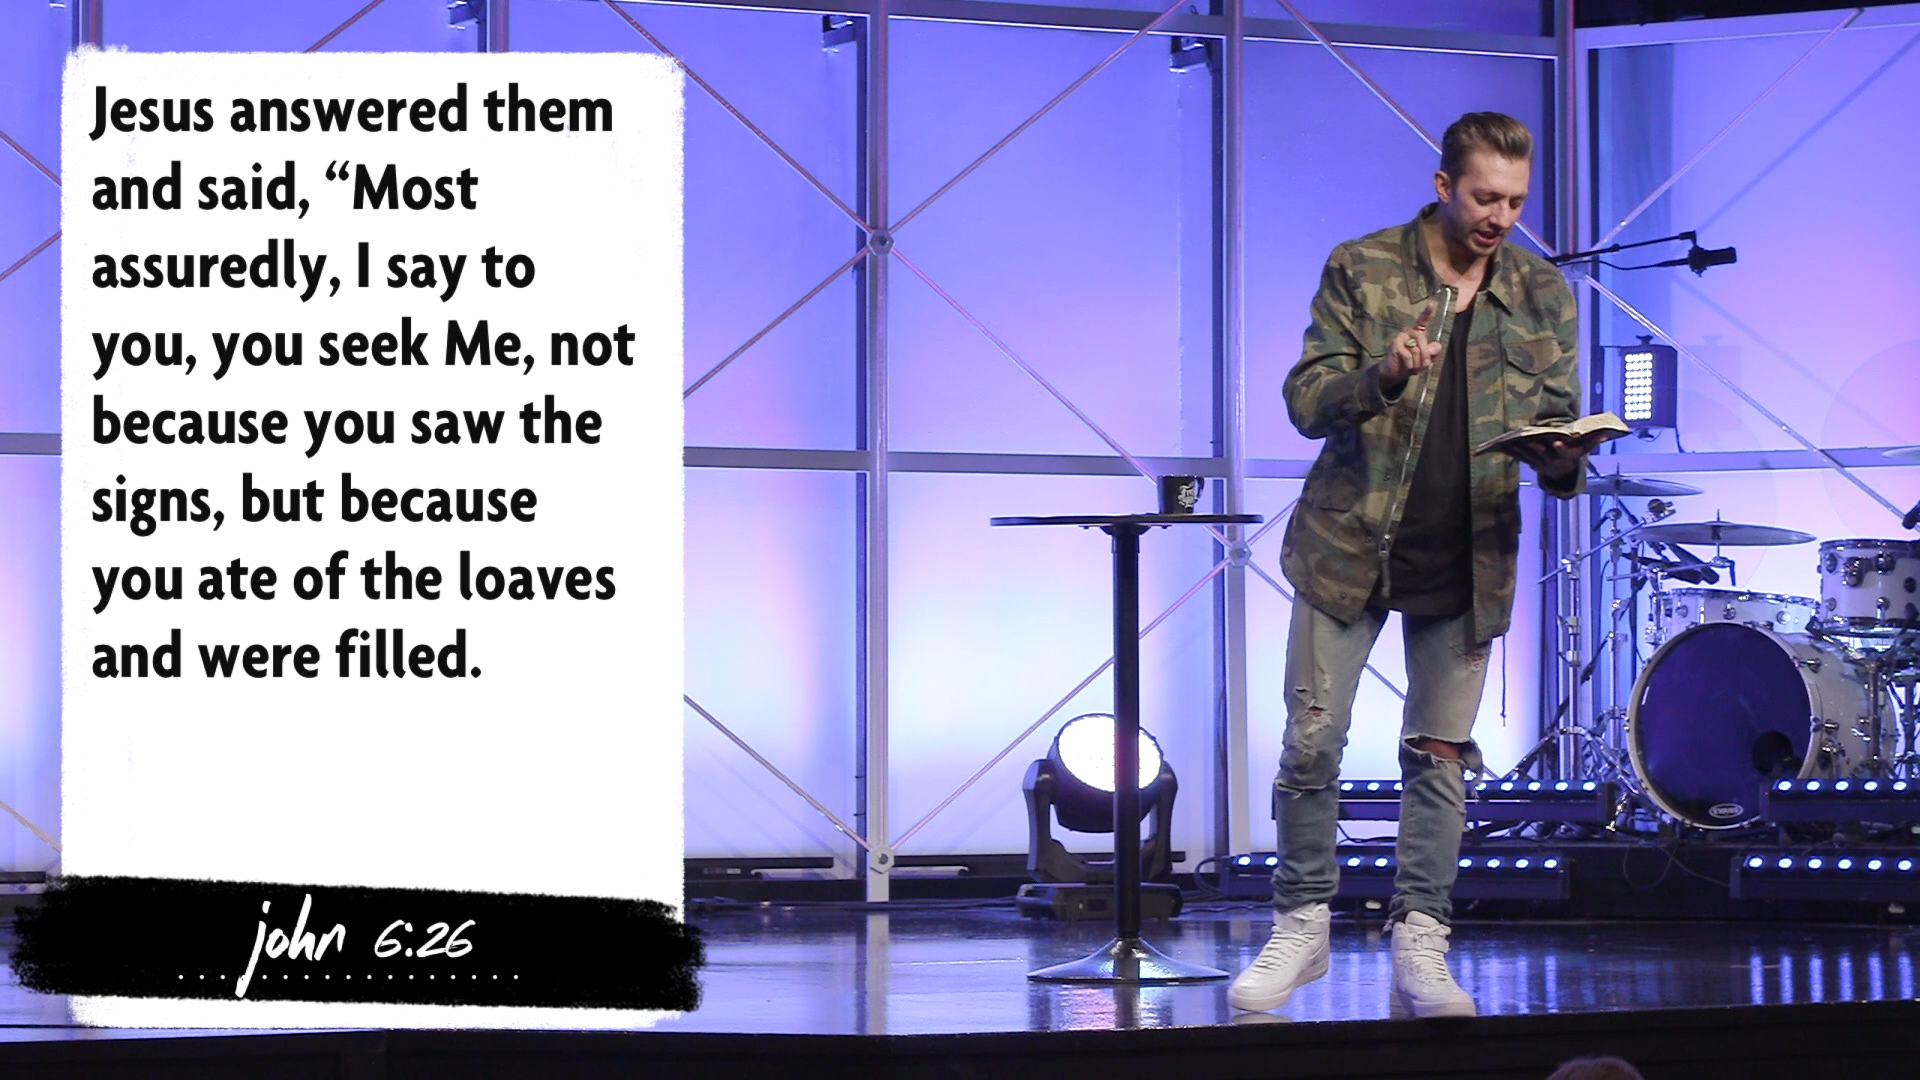 Jesus answered them
and said, “Most
assuredly, I say to
you, you seek Me, not
because you saw the
signs, but because
you ate of the loaves
and were filled.
john 6:26
EVANS